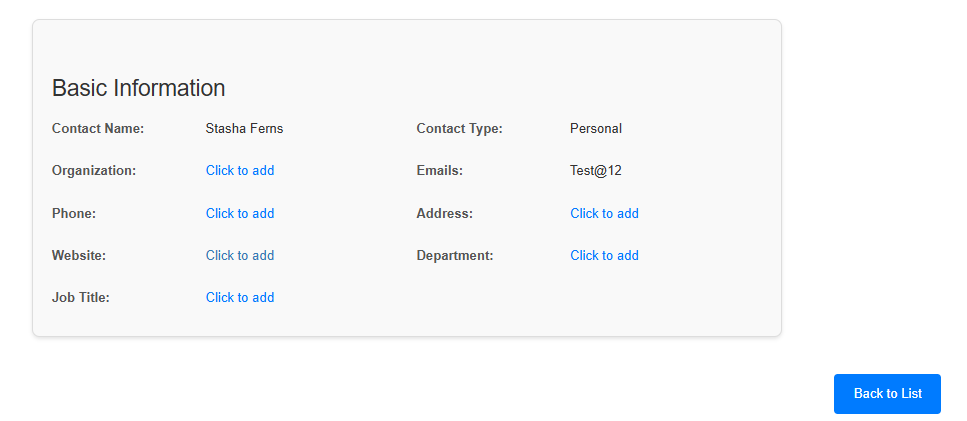 Basic Information
Contact Name: Stasha Ferns Contact Type: Personal
Organization: Click to add Emails: Test@12
Phone: Click to add Address: Click to add
Website: Click to add Department: Click to add
Job Title: Click to add
Back to List